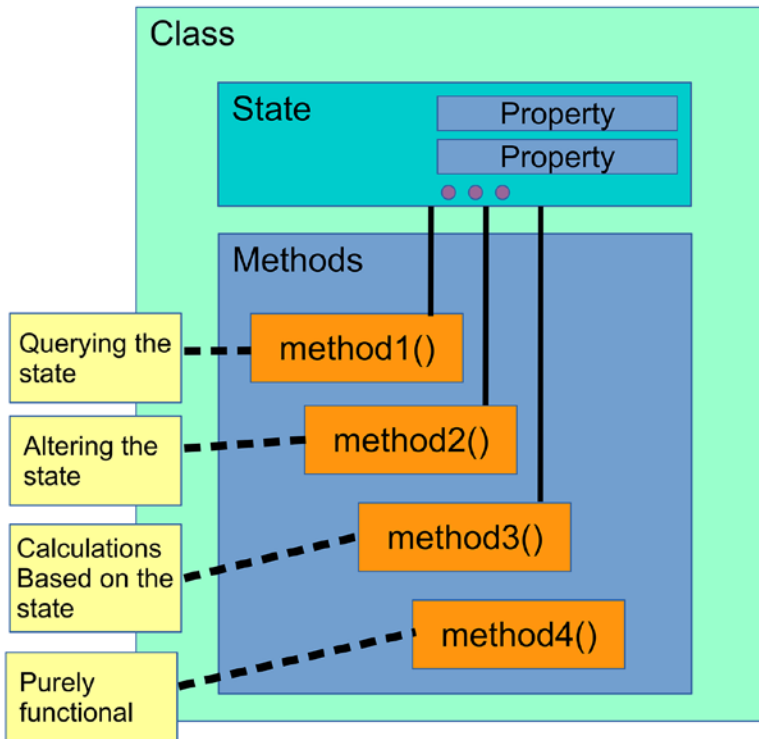 Class
State
Property
Property
Methods
Querying the
state
method1()
Altering the
state
method2()
Calculations
Based on the
state
method3()
Purely
functional
method4()